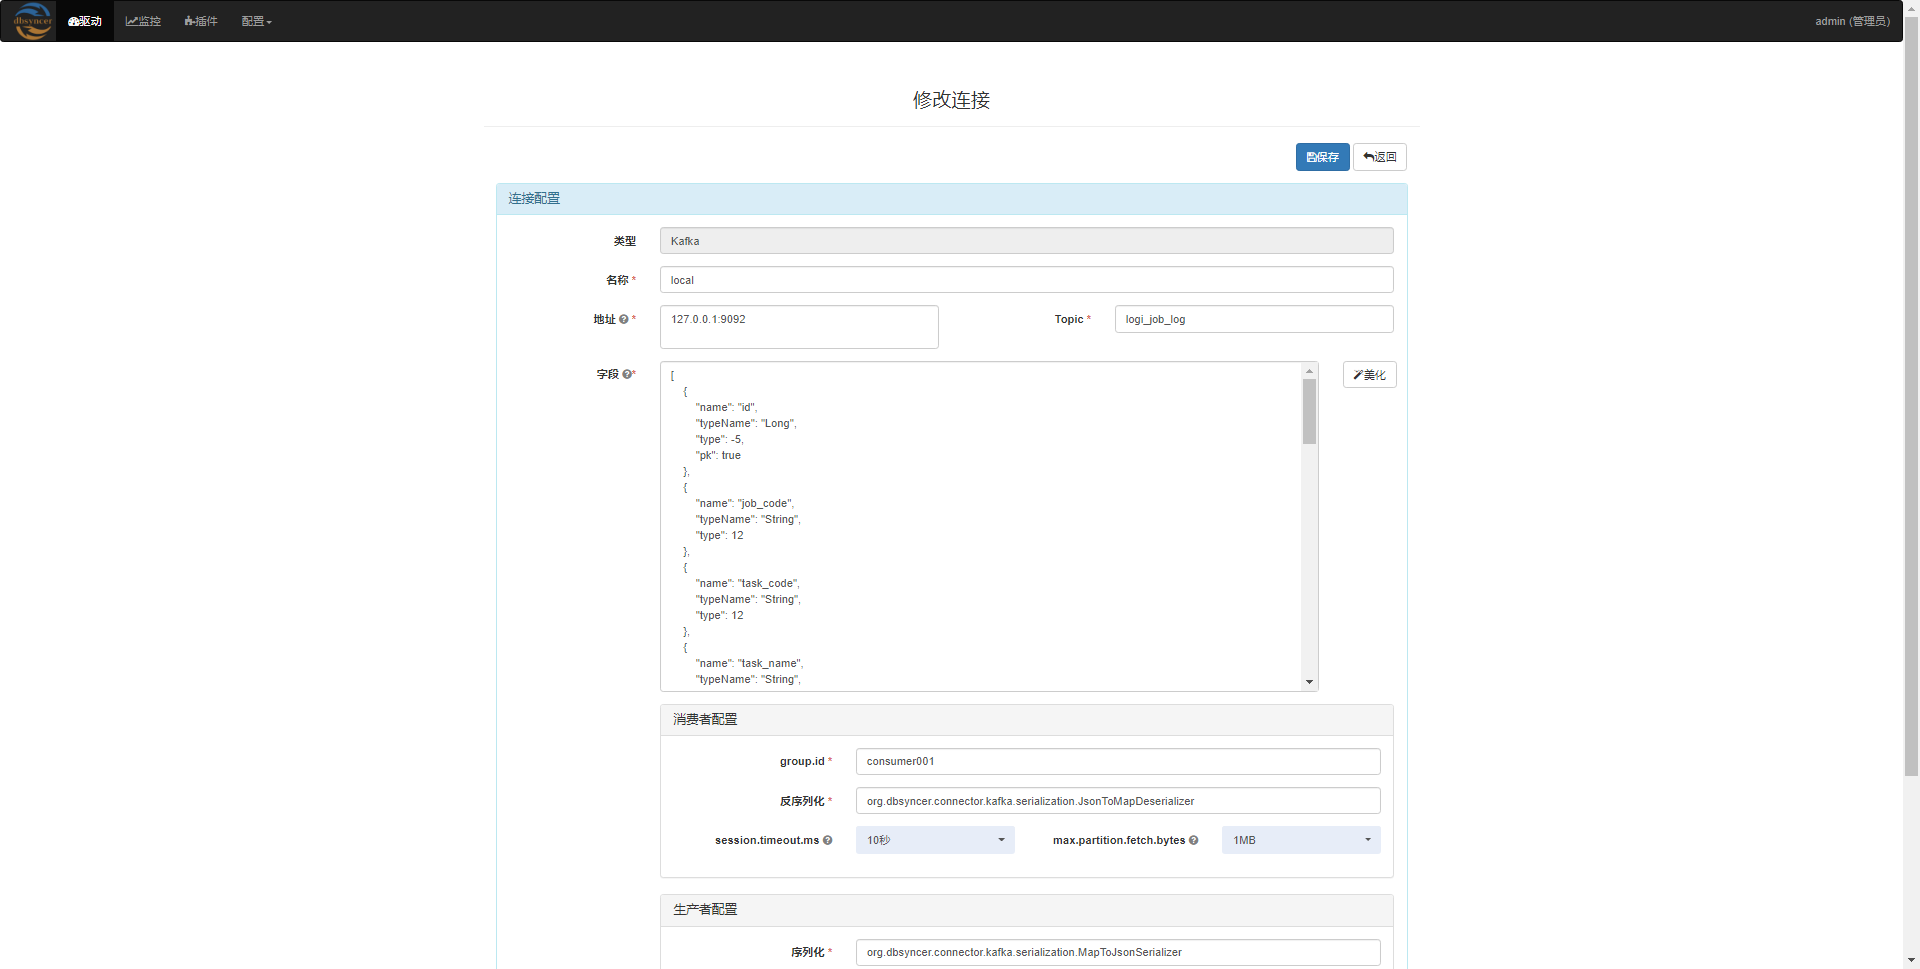 dbsyncer 驱动 监控 插件 配置 admin (管理员)
修改连接
保存 返回
连接配置
类型 Kafka
名称 * local
地址 * 127.0.0.1:9092 Topic * logi_job_log
字段 * [ 美化
{
"name": "id",
"typeName": "Long",
"type": -5,
"pk": true
},
{
"name": "job_code",
"typeName": "String",
"type": 12
},
{
"name": "task_code",
"typeName": "String",
"type": 12
},
{
"name": "task_name",
"typeName": "String",
消费者配置
group.id * consumer001
反序列化 * org.dbsyncer.connector.kafka.serialization.JsonToMapDeserializer
session.timeout.ms 10秒 max.partition.fetch.bytes 1MB
生产者配置
序列化 * org.dbsyncer.connector.kafka.serialization.MapToJsonSerializer